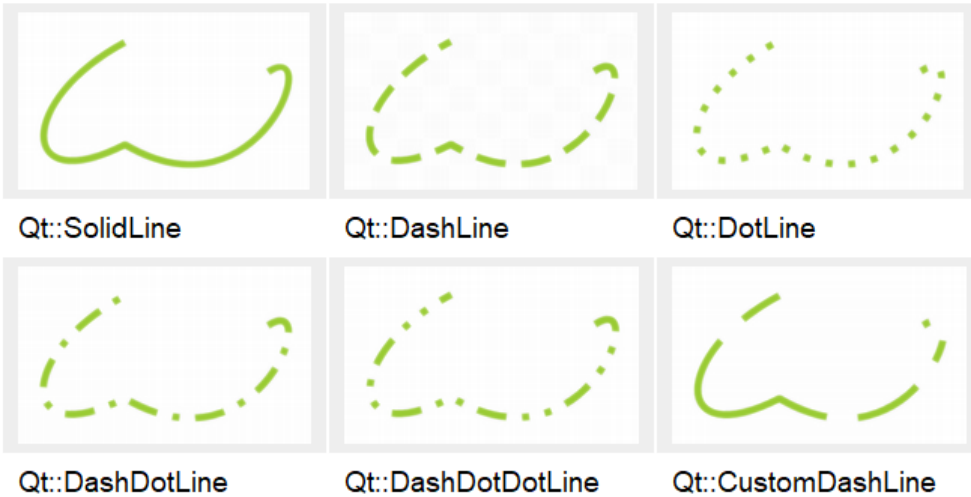 Qt::SolidLine
Qt::DashLine
Qt::DotLine
Qt::DashDotLine
Qt::DashDotDotLine
Qt::CustomDashLine